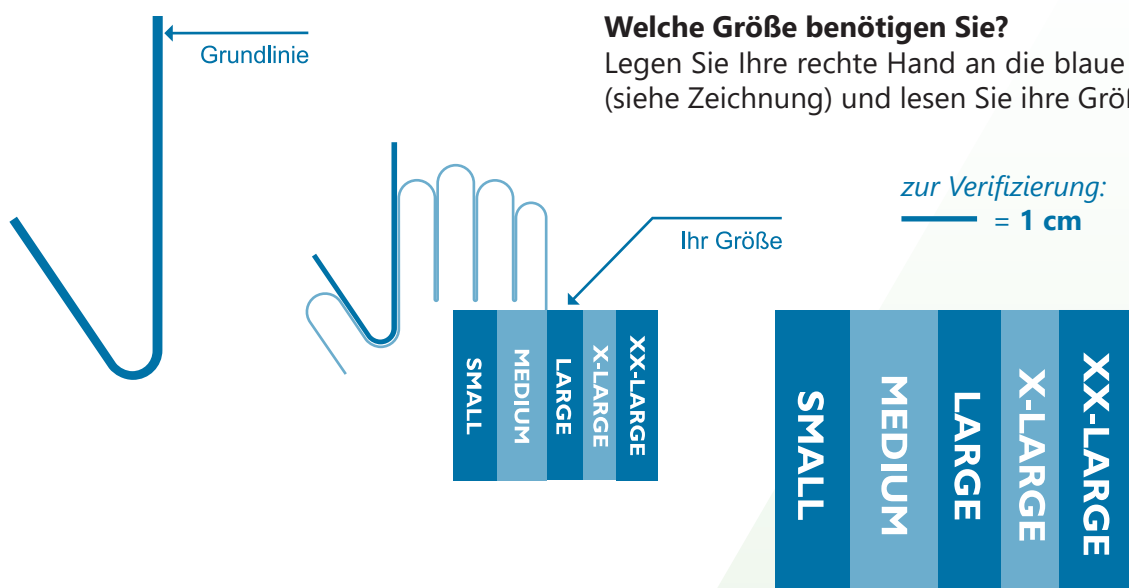 Grundlinie
Welche Größe benötigen Sie?
Legen Sie Ihre rechte Hand an die blaue
(siehe Zeichnung) und lesen Sie ihre
zur Verifizierung:
= 1 cm
Ihr Größe
SMALL
MEDIUM
LARGE
X-LARGE
XX-LARGE
SMALL
MEDIUM
LARGE
X-LARGE
XX-LARGE